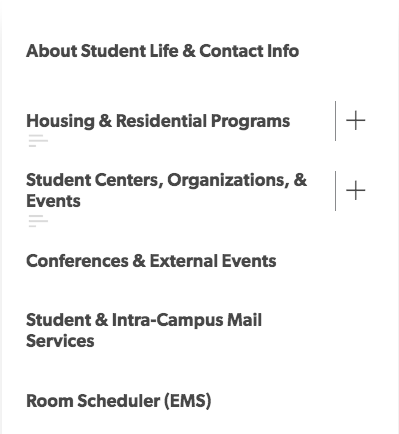 About Student Life & Contact Info
Housing & Residential Programs
Student Centers, Organizations, &
Events
Conferences & External Events
Student & Intra-Campus Mail
Services
Room Scheduler (EMS)